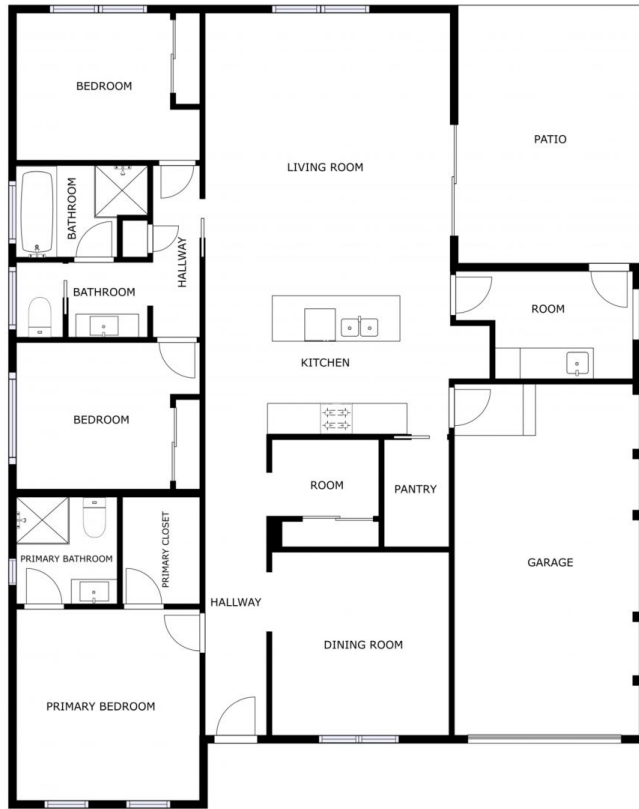 BEDROOM
PATIO
LIVING ROOM
BATHROOM
HALLWAY
BATHROOM
ROOM
KITCHEN
BEDROOM
ROOM
PANTRY
PRIMARY CLOSET
PRIMARY BATHROOM
GARAGE
HALLWAY
DINING ROOM
PRIMARY BEDROOM